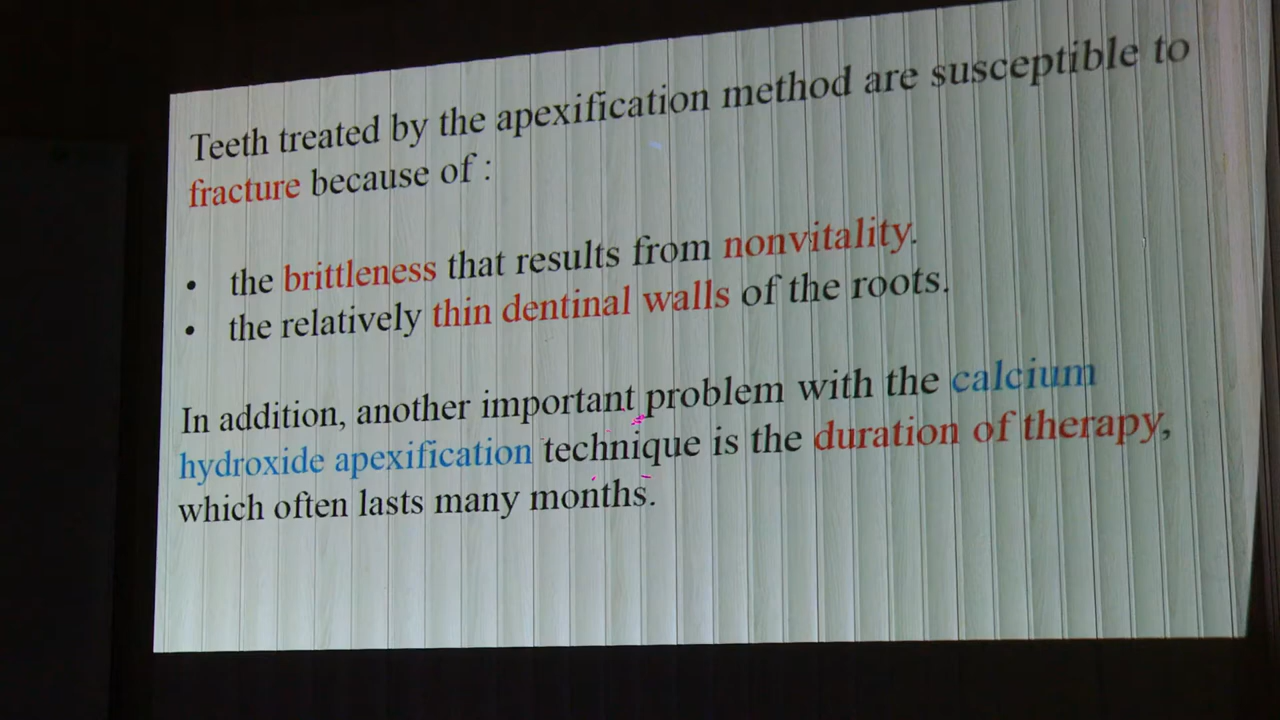 Teeth treated by the apexification method are susceptible to
fracture because of :
• the brittleness that results from nonvitality.
• the relatively thin dentinal walls of the roots.
In addition, another important problem with the calcium
hydroxide apexification technique is the duration of therapy,
which often lasts many months.